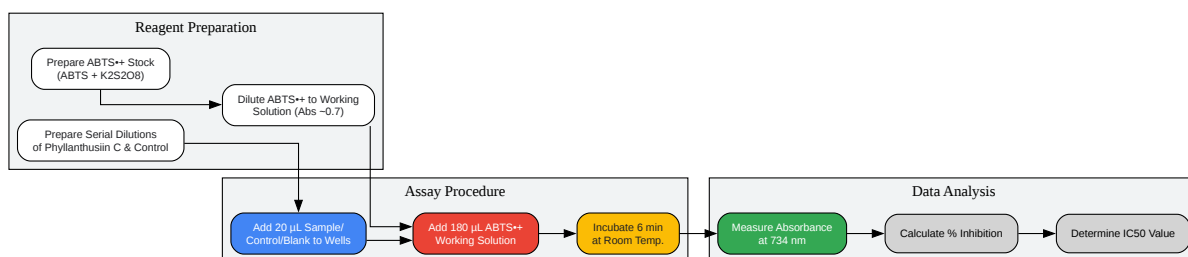 Reagent Preparation
Prepare ABTS•+ Stock
(ABTS + K2S2O8)
Dilute ABTS•+ to Working
Solution (Abs ~0.7)
Prepare Serial Dilutions
of Phyllanthusiin C & Control
Assay Procedure
Add 20 µL Sample/
Control/Blank to Wells
Add 180 µL ABTS•+
Working Solution
Incubate 6 min
at Room Temp.
Data Analysis
Measure Absorbance
at 734 nm
Calculate % Inhibition
Determine IC50 Value